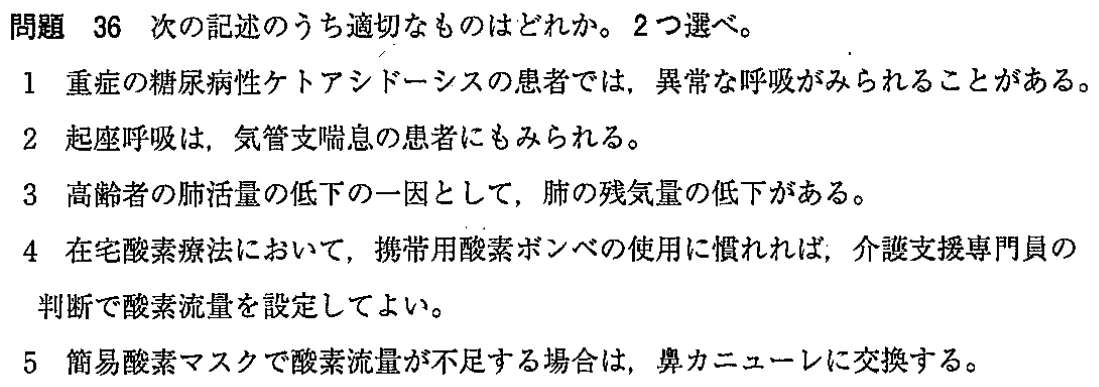 問題 36 次の記述のうち適切なものはどれか。2つ選べ。
1 重症の糖尿病性ケトアシドーシスの患者では,異常な呼吸がみられることがある。
2 起座呼吸は,気管支喘息の患者にもみられる。
3 高齢者の肺活量の低下の一因として,肺の残気量の低下がある。
4 在宅酸素療法において,携帯用酸素ボンベの使用に慣れれば,介護支援専門員の
判断で酸素流量を設定してよい。
5 簡易酸素マスクで酸素流量が不足する場合は,鼻カニューレに交換する。